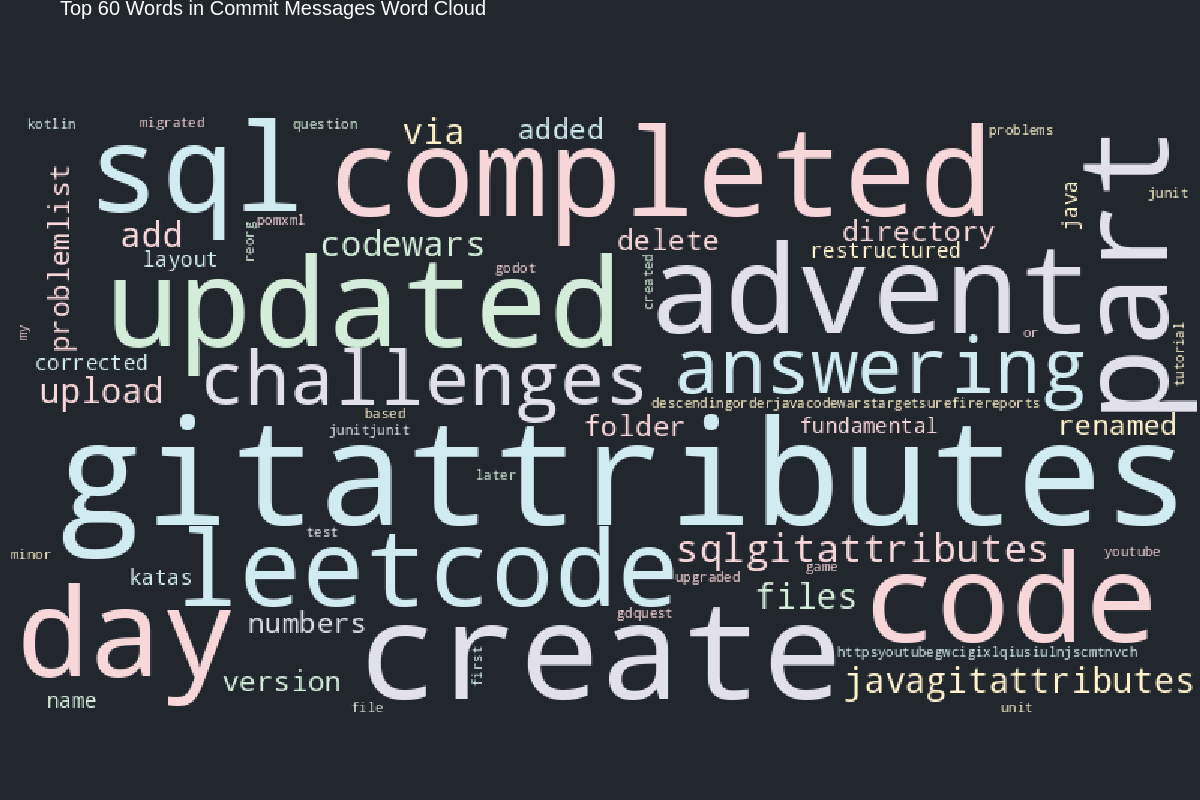 Top 60 Words in Commit Messages Word Cloud
kotlin
migrated
sql
question
via
added
completed
problems
part
java
junit
problemlist
add
layout
reorg
pomxml
codewars
delete
directory
restructured
godot
created
updated
advent
my
or
tutorial
corrected
upload
challenges
answering
descendingorderjavacodewarstargetsurefirereports
based
junitjunit
folder
fundamental
renamed
gitattributes
later
test
minor
katas
leetcode
sqlgitattributes
youtube
game
upgraded
files
code
day
numbers
gdquest
create
first
httpsyoutubegwcigixlqiusiulnjscmtnvch
version
javagitattributes
name
file
unit